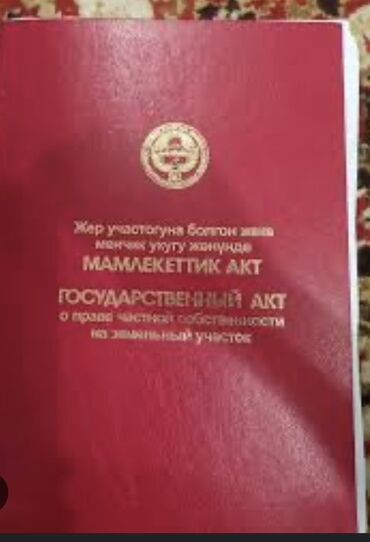 Жер участогуна болгон жеке
менчик укугу жөнүндө
МАМЛЕКЕТТИК АКТ
ГОСУДАРСТВЕННЫЙ АКТ
о праве частной собственности
на земельный участок